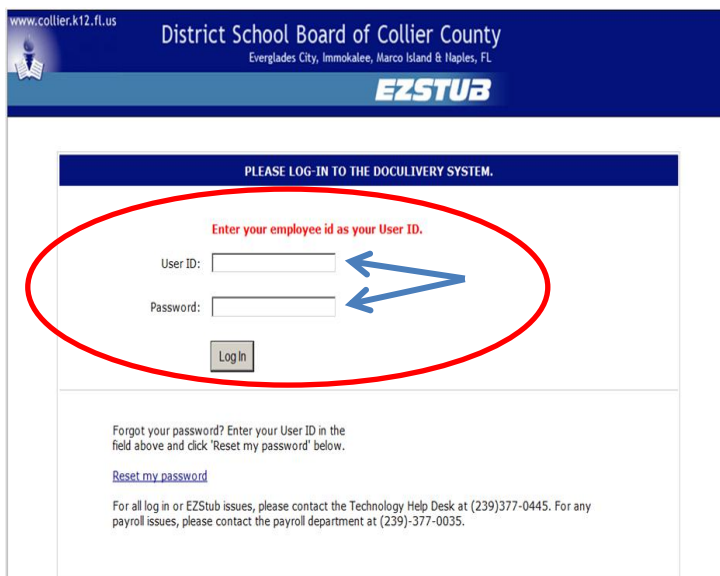 www.collier.k12.fl.us
District School Board of Collier County
Everglades City, Immokalee, Marco Island & Naples, FL
EZSTUB
PLEASE LOG-IN TO THE DOCULIVERY SYSTEM.
Enter your employee id as your User ID.
User ID:
Password:
Log In
Forgot your password? Enter your User ID in the
field above and click 'Reset my password' below.
Reset my password
For all log in or EZStub issues, please contact the Technology Help Desk at (239)377-0445. For any
payroll issues, please contact the payroll department at (239)-377-0035.